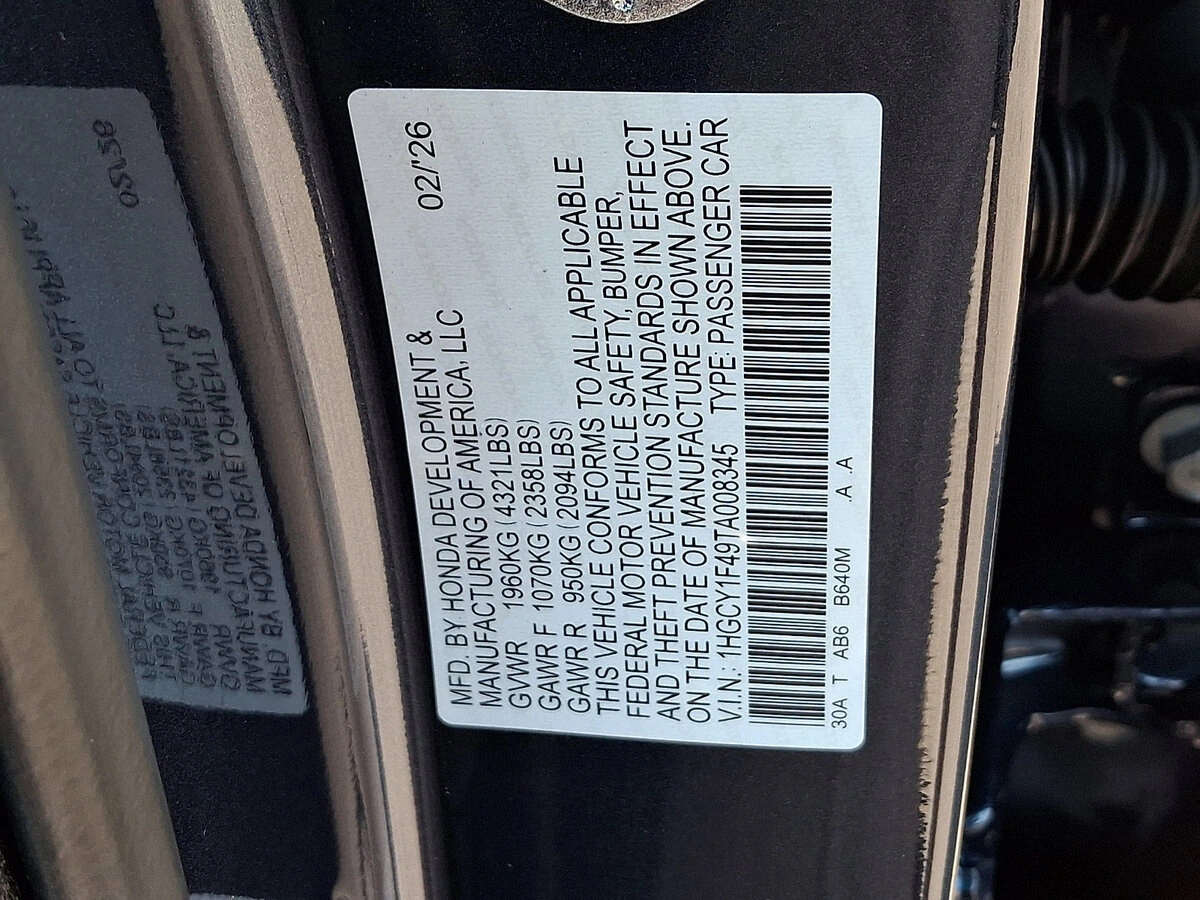 MFD. BY HONDA DEVELOPMENT & 02/'26
MANUFACTURING OF AMERICA, LLC
GVWR 1960KG (4321LBS)
GAWR F 1070KG (2358LBS)
GAWR R 950KG (2094LBS)
THIS VEHICLE CONFORMS TO ALL APPLICABLE
FEDERAL MOTOR VEHICLE SAFETY, BUMPER,
AND THEFT PREVENTION STANDARDS IN EFFECT
ON THE DATE OF MANUFACTURE SHOWN ABOVE.
V.I.N.: 1HGCY1F49TA008345 TYPE: PASSENGER CAR
30A T AB6 B640M .A .A